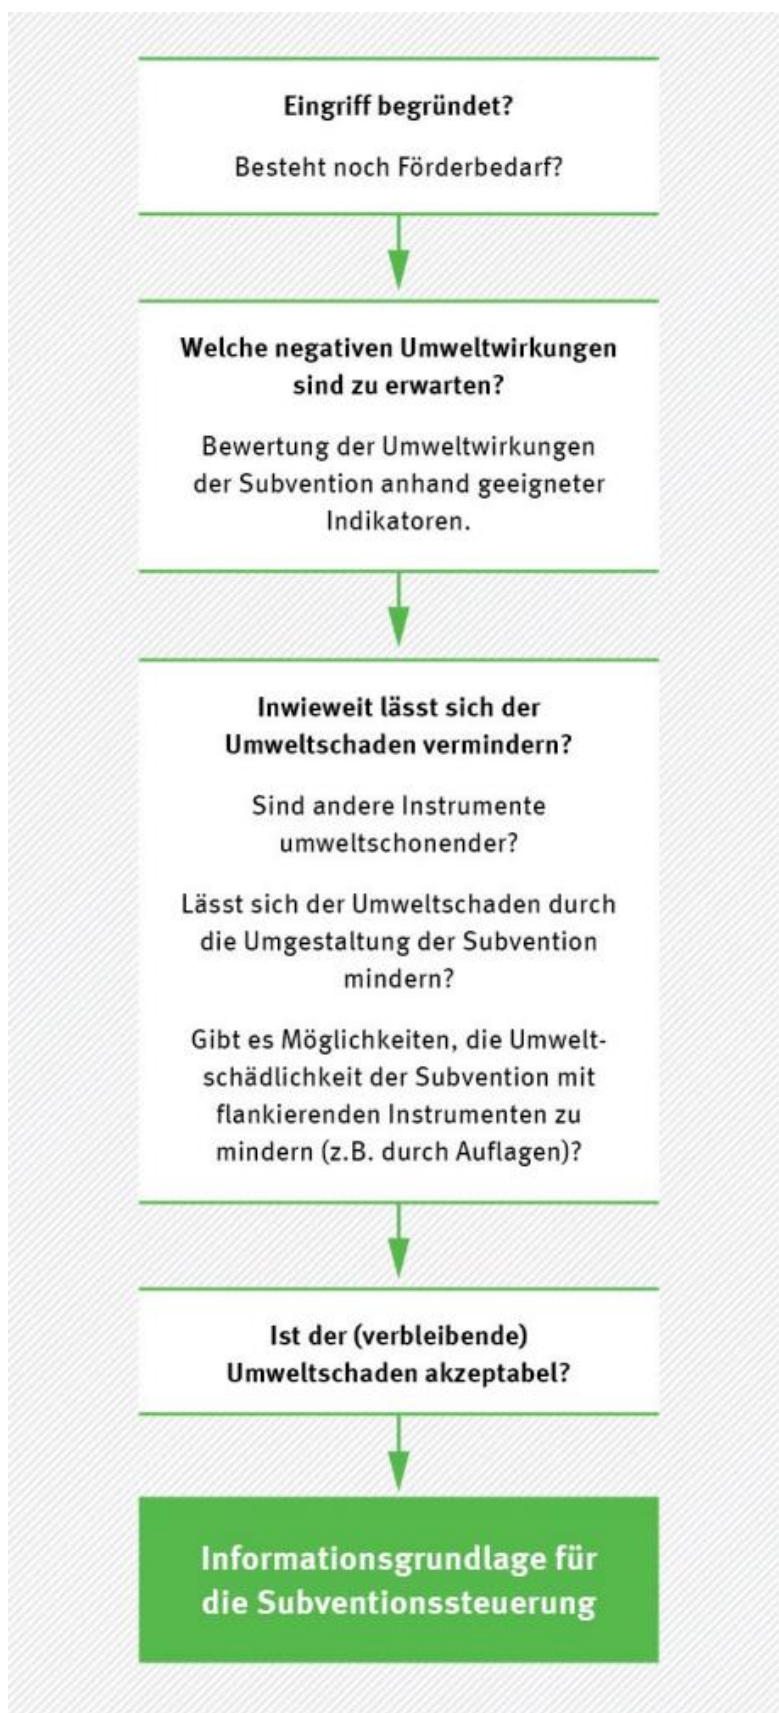 Eingriff begründet?
Besteht noch Förderbedarf?
Welche negativen Umweltwirkungen
sind zu erwarten?
Bewertung der Umweltwirkungen
der Subvention anhand geeigneter
Indikatoren.
Inwieweit lässt sich der
Umweltschaden vermindern?
Sind andere Instrumente
umweltschonender?
Lässt sich der Umweltschaden durch
die Umgestaltung der Subvention
mindern?
Gibt es Möglichkeiten, die Umwelt-
schädlichkeit der Subvention mit
flankierenden Instrumenten zu
mindern (z.B. durch Auflagen)?
Ist der (verbleibende)
Umweltschaden akzeptabel?
Informationsgrundlage für
die Subventionssteuerung